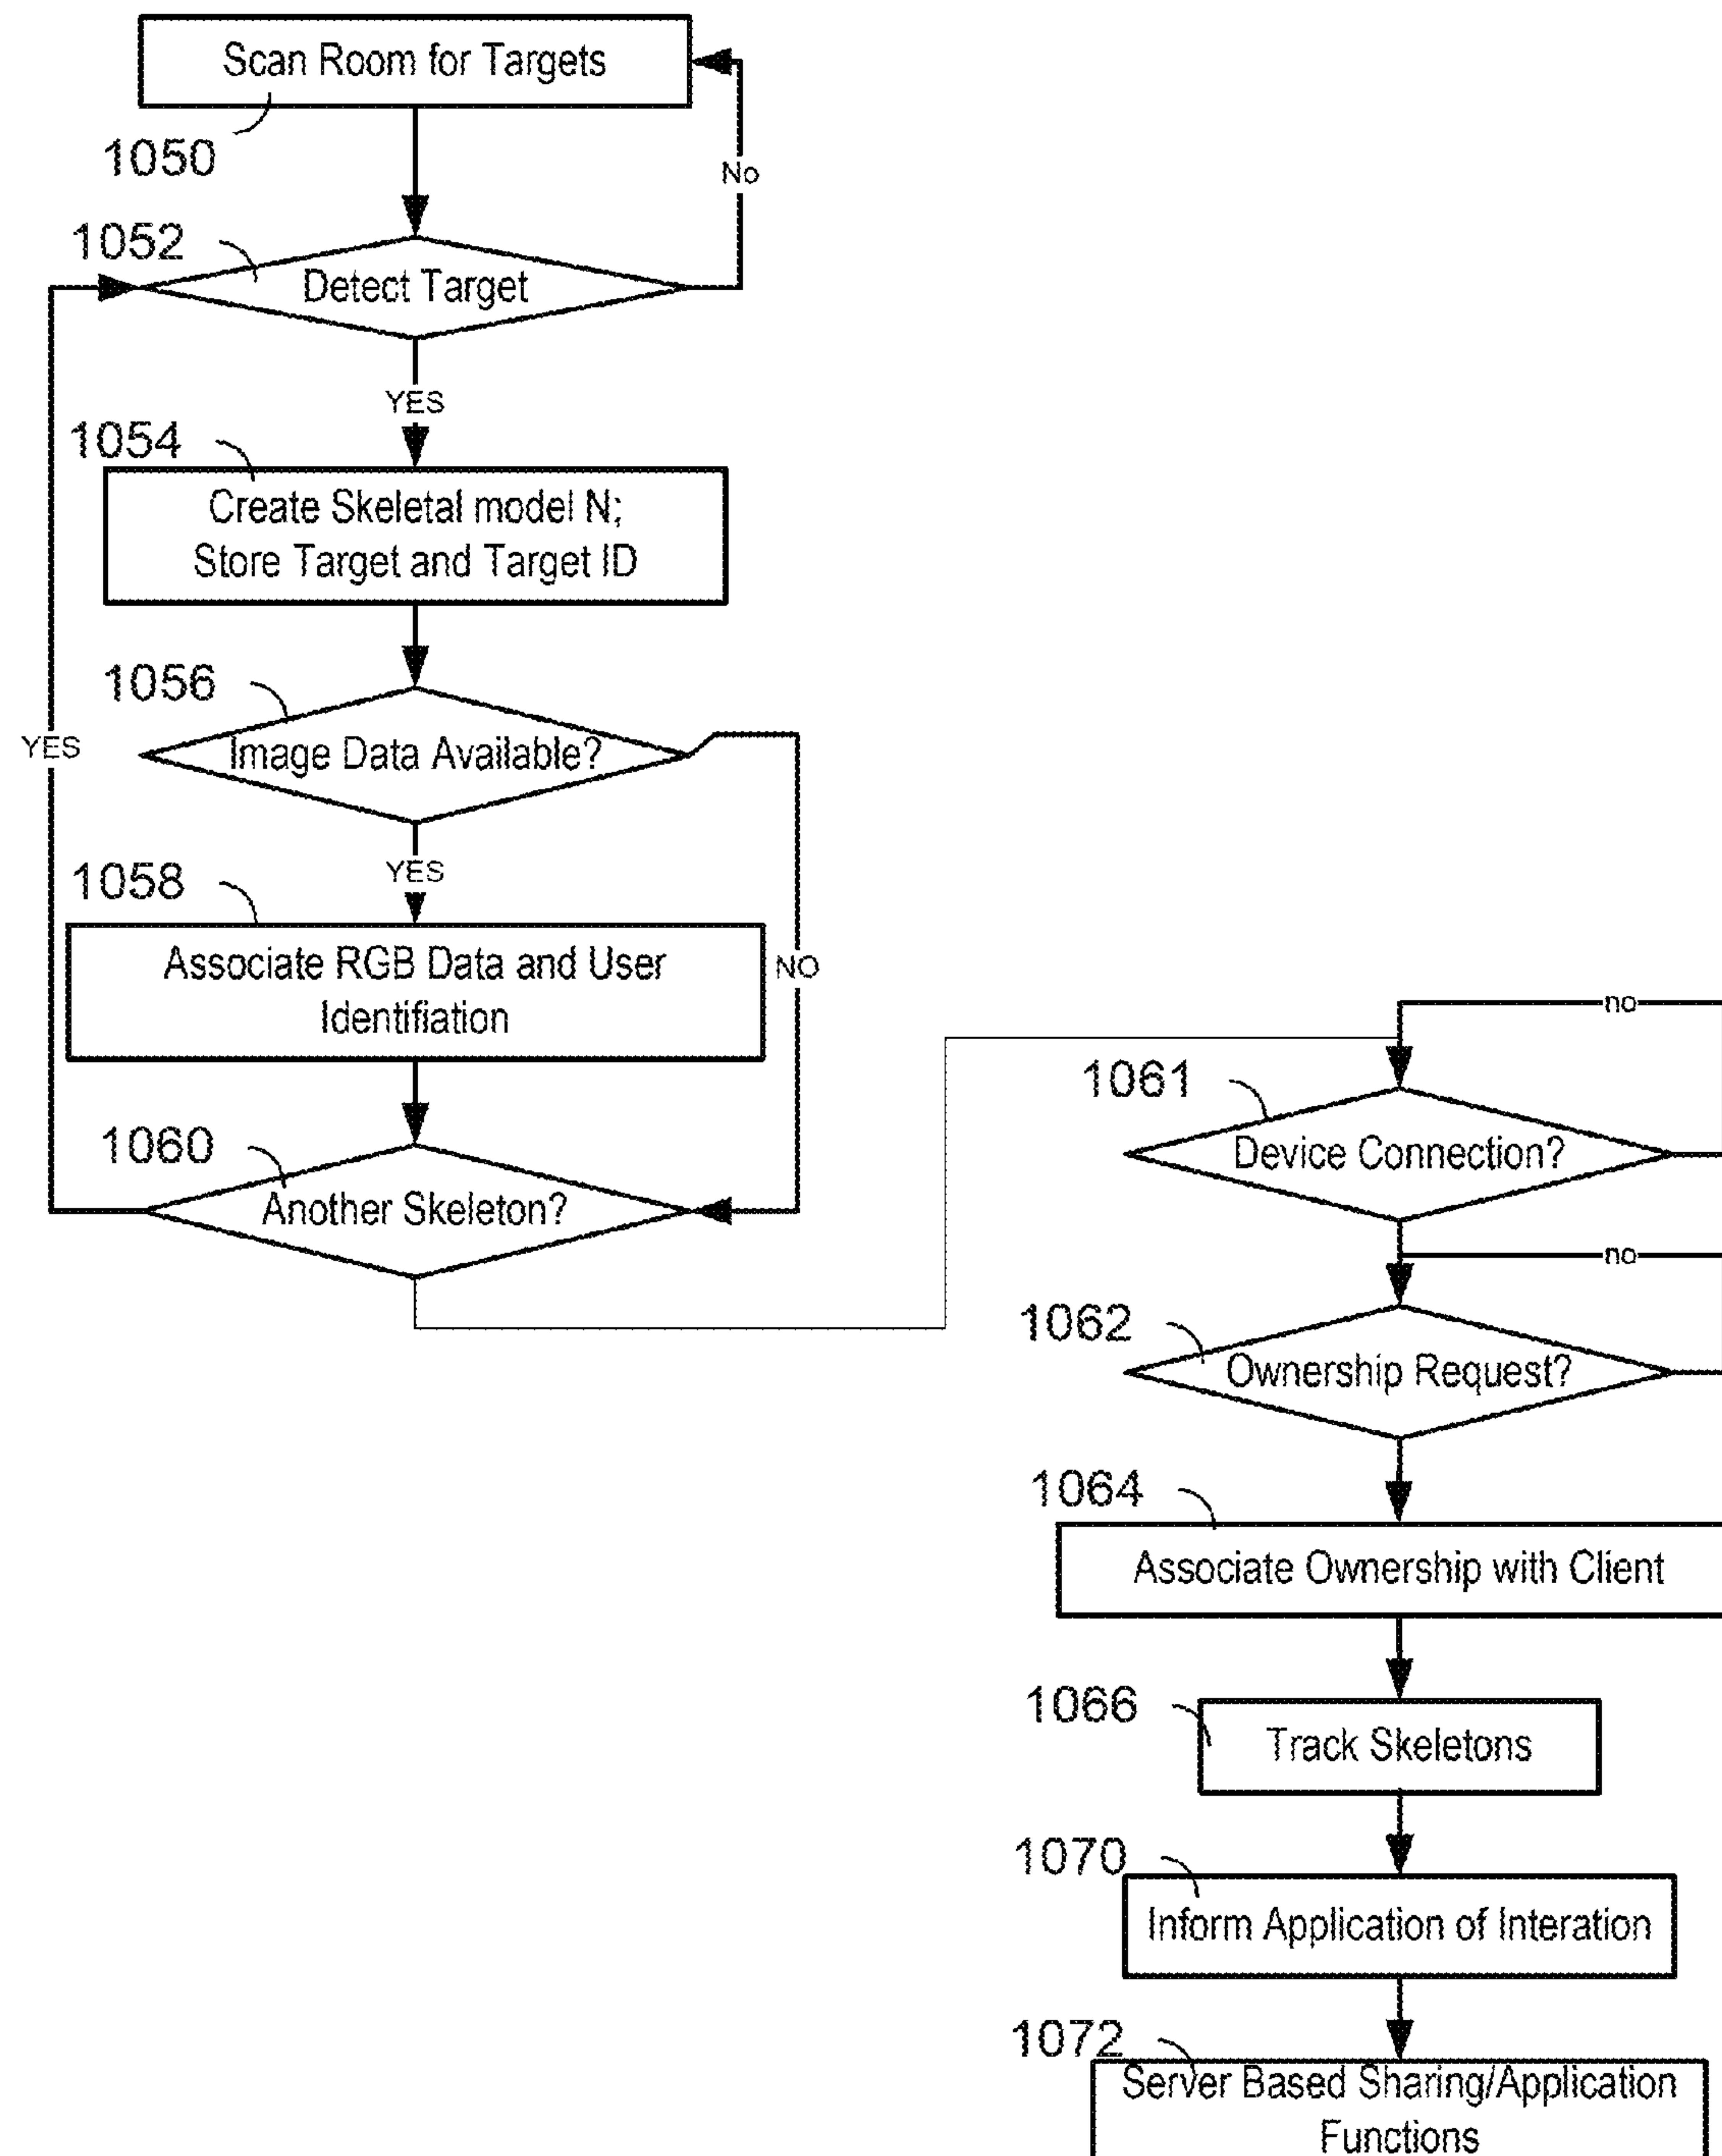 Scan Room for Targets
1050
No
1052
Detect Target
YES
1054
Create Skeletal model N;
Store Target and Target ID
1056
Image Data Available?
YES
YES
1058
Associate RGB Data and User
Identifiation
NO
1060
Another Skeleton?
no
1061
Device Connection?
no
1062
Ownership Request?
1064
Associate Ownership with Client
1066
Track Skeletons
1070
Inform Application of Interation
1072
Server Based Sharing/Application
Functions